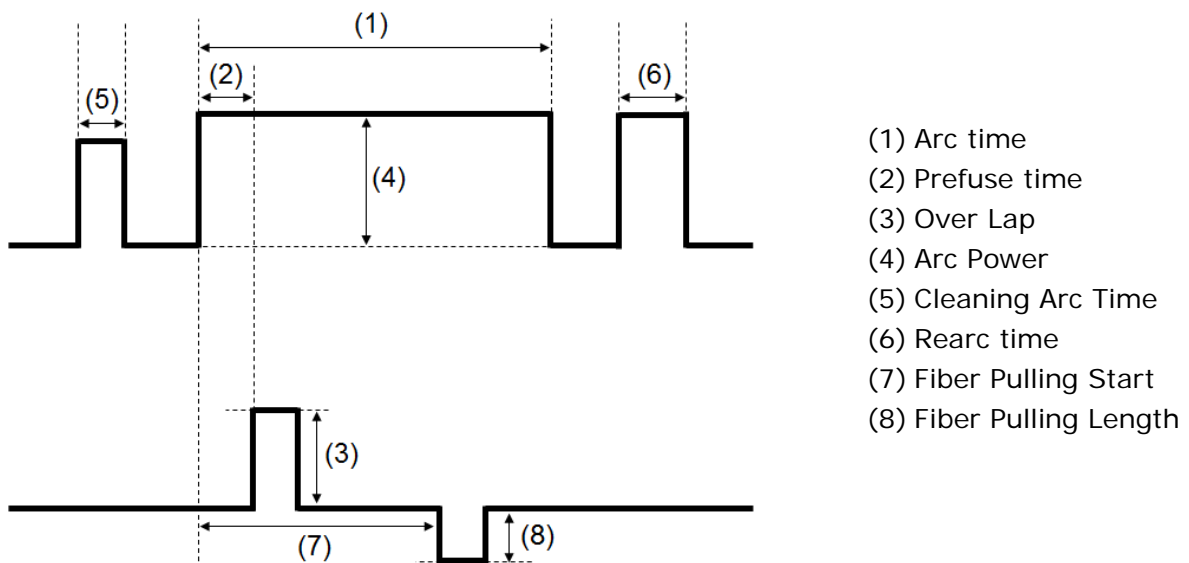 (1)
(2)
(5)
(6)
(4)
(3)
(7)
(8)
(1) Arc time
(2) Prefuse time
(3) Over Lap
(4) Arc Power
(5) Cleaning Arc Time
(6) Rearc time
(7) Fiber Pulling Start
(8) Fiber Pulling Length